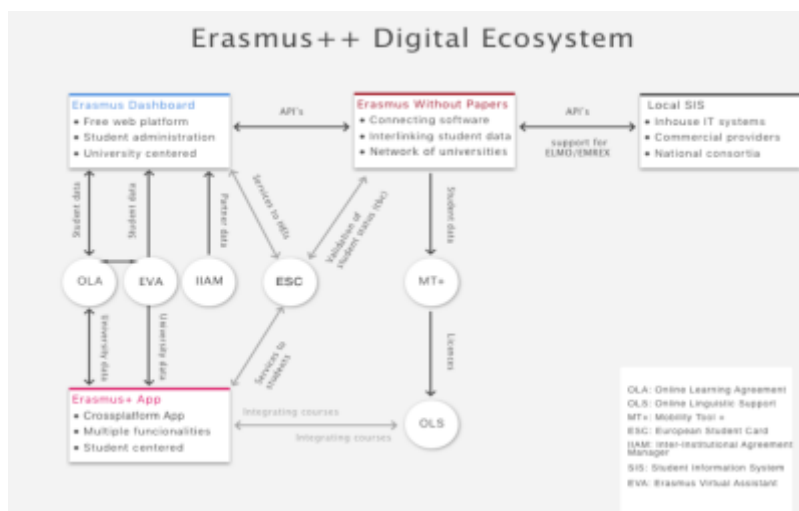 Erasmus++ Digital Ecosystem
Erasmus Dashboard
• Free web platform
• Student administration
• University centered
API's
Erasmus Without Papers
• Connecting software
• Interlinking student data
• Network of universities
API's
support for
ELMO/EMREX
Local SIS
• Inhouse IT systems
• Commercial providers
• National consortia
Student data
Student data
Partner data
Services to HEIs
Validation of
student status (tbc)
Student data
OLA
EVA
IIAM
ESC
MT+
University data
University data
Services to
students
Licences
Erasmus+ App
• Crossplatform App
• Multiple funcionalities
• Student centered
Integrating courses
Integrating courses
OLS
OLA: Online Learning Agreement
OLS: Online Linguistic Support
MT+: Mobility Tool +
ESC: European Student Card
IIAM: Inter-Institutional Agreement
Manager
SIS: Student Information System
EVA: Erasmus Virtual Assistant